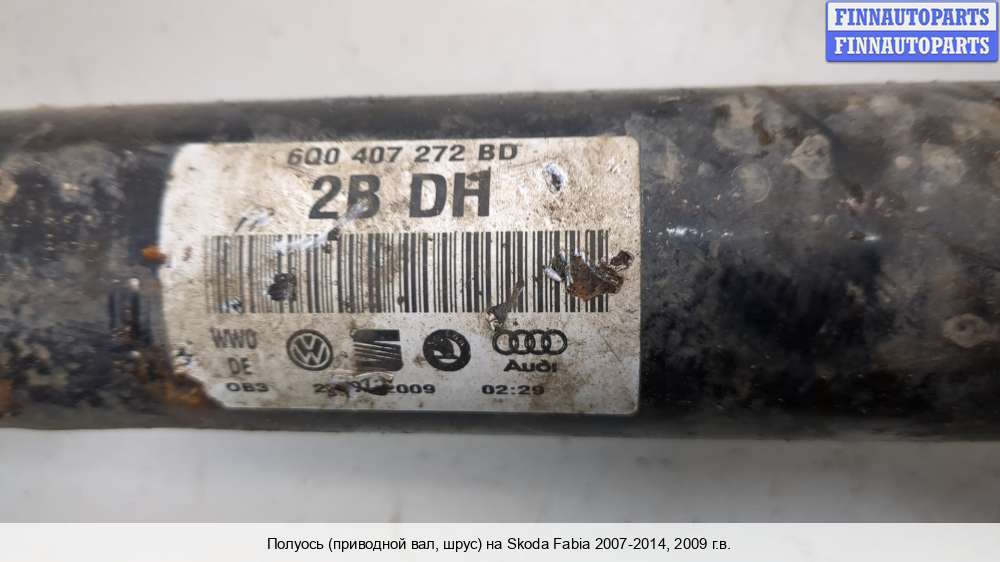 FINNAUTOPARTS
FINNAUTOPARTS
6Q0 407 272 BD
2B DH
WWO
DE
Audi
OB3 2009 02:29
Полуось (приводной вал, шрус) на Skoda Fabia 2007-2014, 2009 г.в.